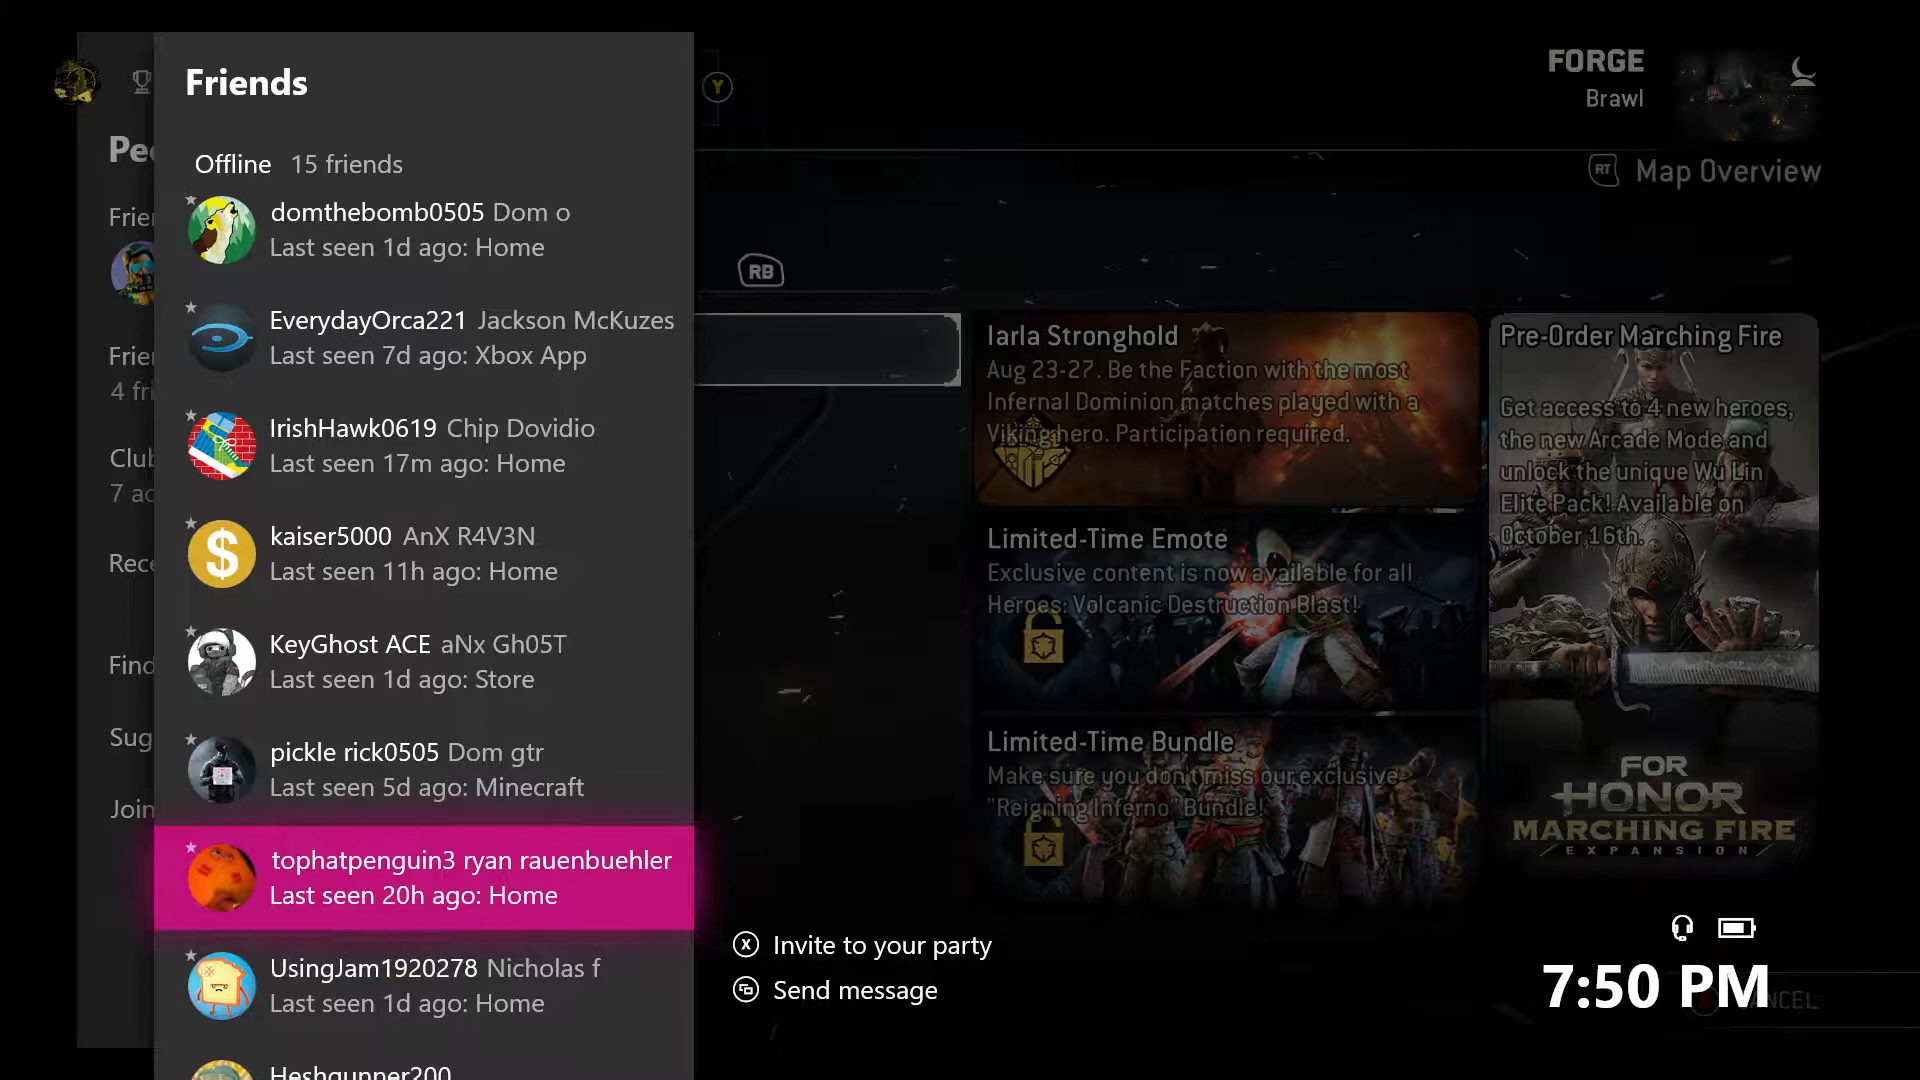 Friends
Offline 15 friends
domthebomb0505 Dom o
Last seen 1d ago: Home
EverydayOrca221 Jackson McKuzes
Last seen 7d ago: Xbox App
IrishHawk0619 Chip Dovidio
Last seen 17m ago: Home
kaiser5000 AnX R4V3N
Last seen 11h ago: Home
KeyGhost ACE aNx Gh05T
Last seen 1d ago: Store
pickle rick0505 Dom gtr
Last seen 5d ago: Minecraft
tophatpenguin3 ryan rauenbuehler
Last seen 20h ago: Home
UsingJam1920278 Nicholas f
Last seen 1d ago: Home
Heshgunner200
Y
RB
FORGE
Brawl
RT Map Overview
Iarla Stronghold
Aug 23-27. Be the Faction with the most
Infernal Dominion matches played with a
Viking hero. Participation required.
Limited-Time Emote
Exclusive content is now available for all
Heroes: Volcanic Destruction Blast!
Limited-Time Bundle
Make sure you don't miss our exclusive
"Reigning Inferno" Bundle!
Pre-Order Marching Fire
Get access to 4 new heroes,
the new Arcade Mode and
unlock the unique Wu Lin
Elite Pack! Available on
October 16th.
FOR
HONOR
MARCHING FIRE
EXPANSION
X Invite to your party
Send message
7:50 PM